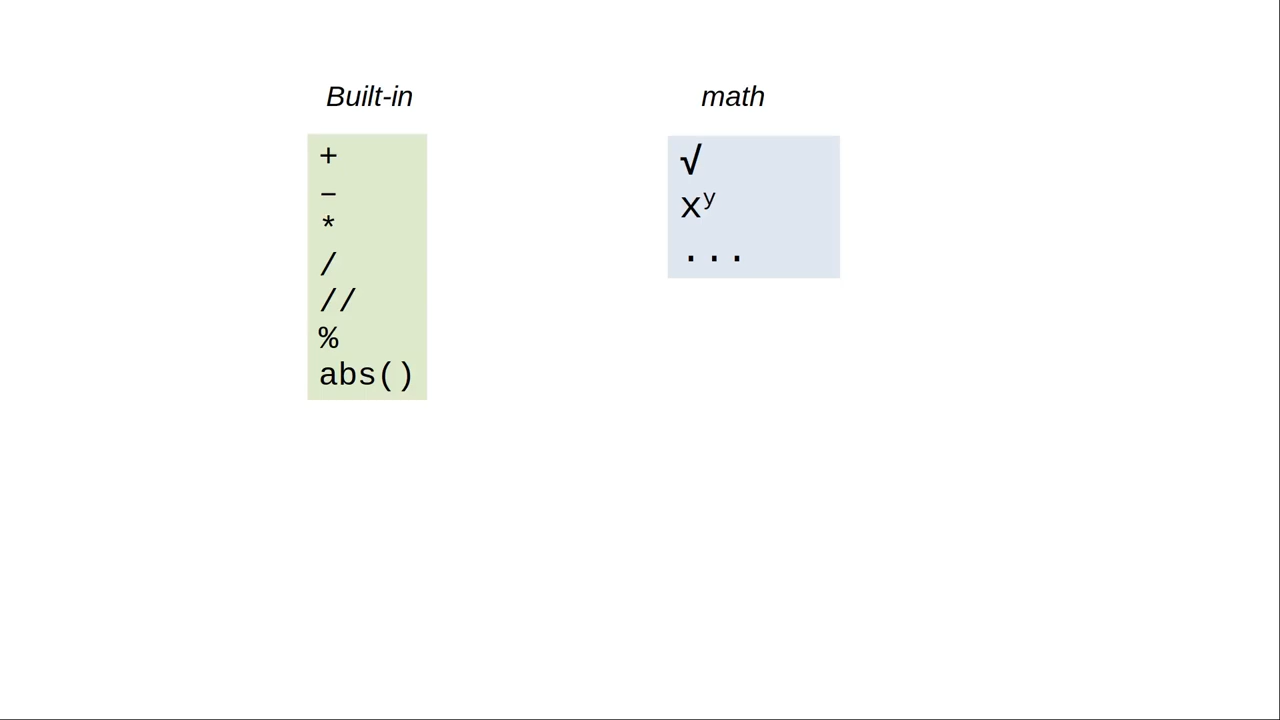 Built-in
+
–
*
/
//
%
abs()
math
√
xʸ
...